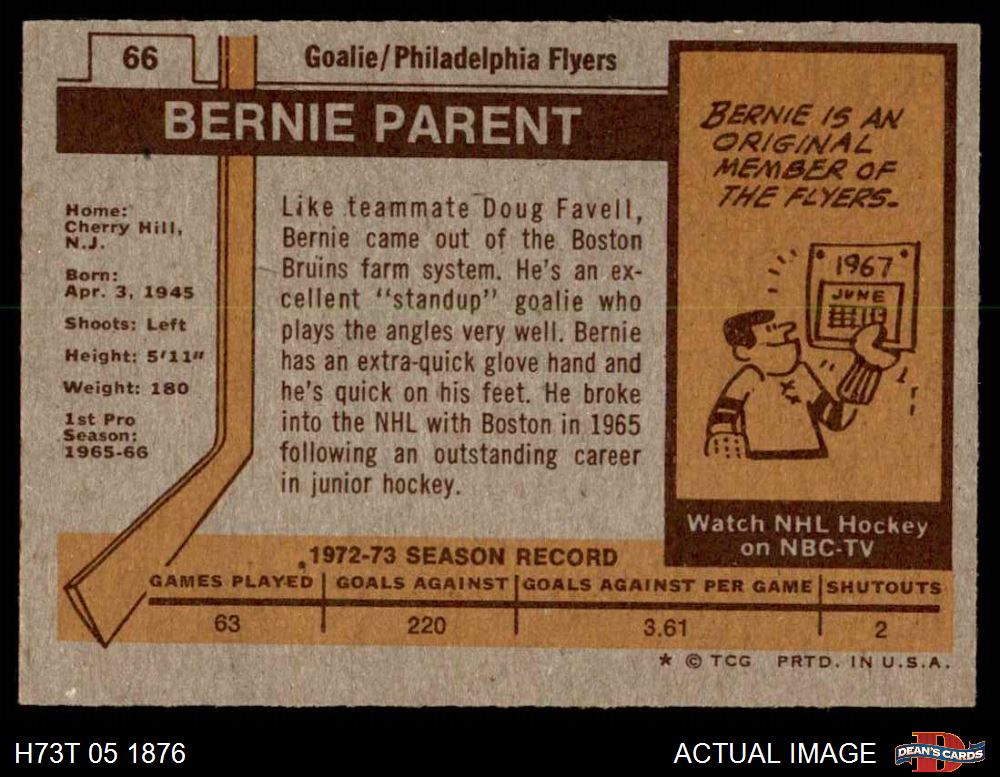 66
Goalie/Philadelphia Flyers
BERNIE PARENT
Home:
Cherry Hill,
N.J.
Born:
Apr. 3, 1945
Shoots: Left
Height: 5'11"
Weight: 180
1st Pro
Season:
1965-66
Like teammate Doug Favell,
Bernie came out of the Boston
Bruins farm system. He's an ex-
cellent "standup" goalie who
plays the angles very well. Bernie
has an extra-quick glove hand and
he's quick on his feet. He broke
into the NHL with Boston in 1965
following an outstanding career
in junior hockey.
BERNIE IS AN
ORIGINAL
MEMBER OF
THE FLYERS.
1967
JUNE
Watch NHL Hockey
on NBC-TV
1972-73 SEASON RECORD
GAMES PLAYED GOALS AGAINST GOALS AGAINST PER GAME SHUTOUTS
63 220 3.61 2
* © TCG PRTD. IN U.S.A.
H73T 05 1876
ACTUAL IMAGE
D
DEAN'S CARDS